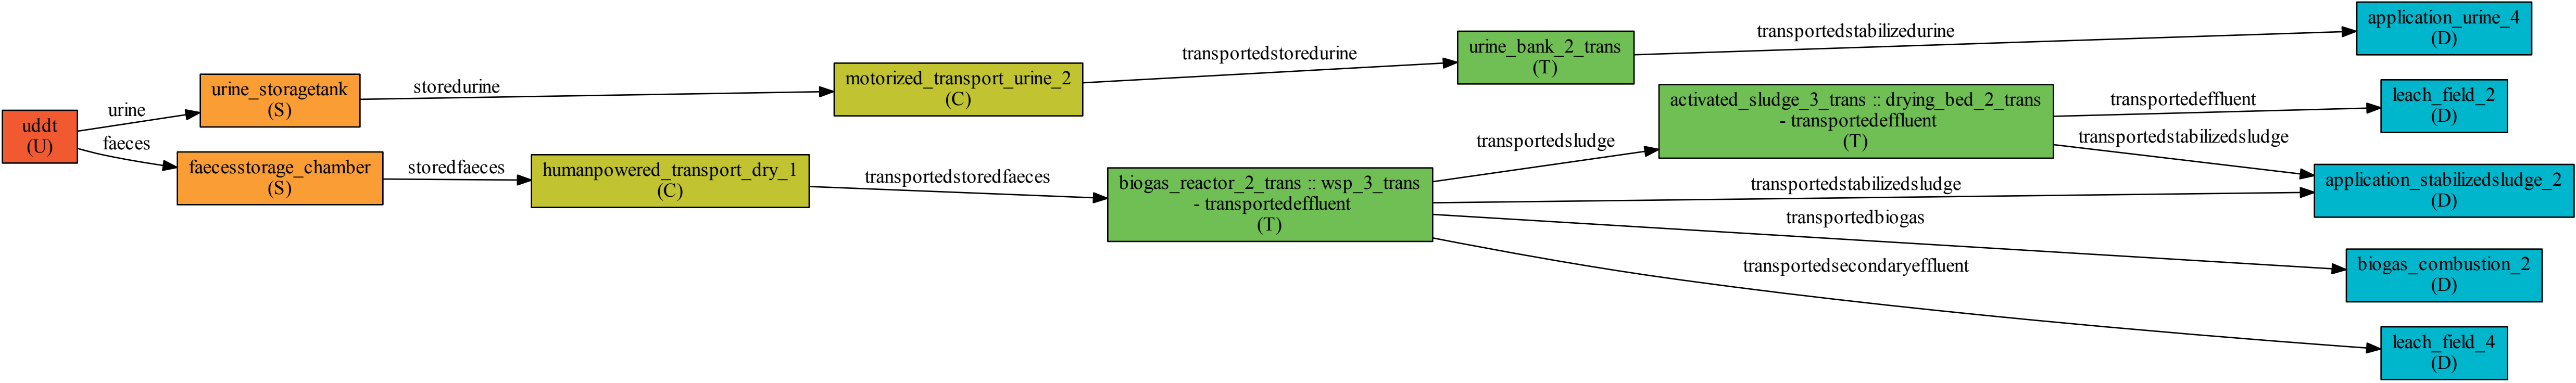 uddt
(U)
urine
faeces
urine_storagetank
(S)
faecesstorage_chamber
(S)
storedurine
storedfaeces
humanpowered_transport_dry_1
(C)
motorized_transport_urine_2
(C)
transportedstoredurine
transportedstoredfaeces
biogas_reactor_2_trans :: wsp_3_trans
- transportedeffluent
(T)
urine_bank_2_trans
(T)
transportedsludge
activated_sludge_3_trans :: drying_bed_2_trans
- transportedeffluent
(T)
transportedstabilizedurine
transportedstabilizedsludge
transportedbiogas
transportedsecondaryeffluent
transportedeffluent
transportedstabilizedsludge
application_urine_4
(D)
leach_field_2
(D)
application_stabilizedsludge_2
(D)
biogas_combustion_2
(D)
leach_field_4
(D)